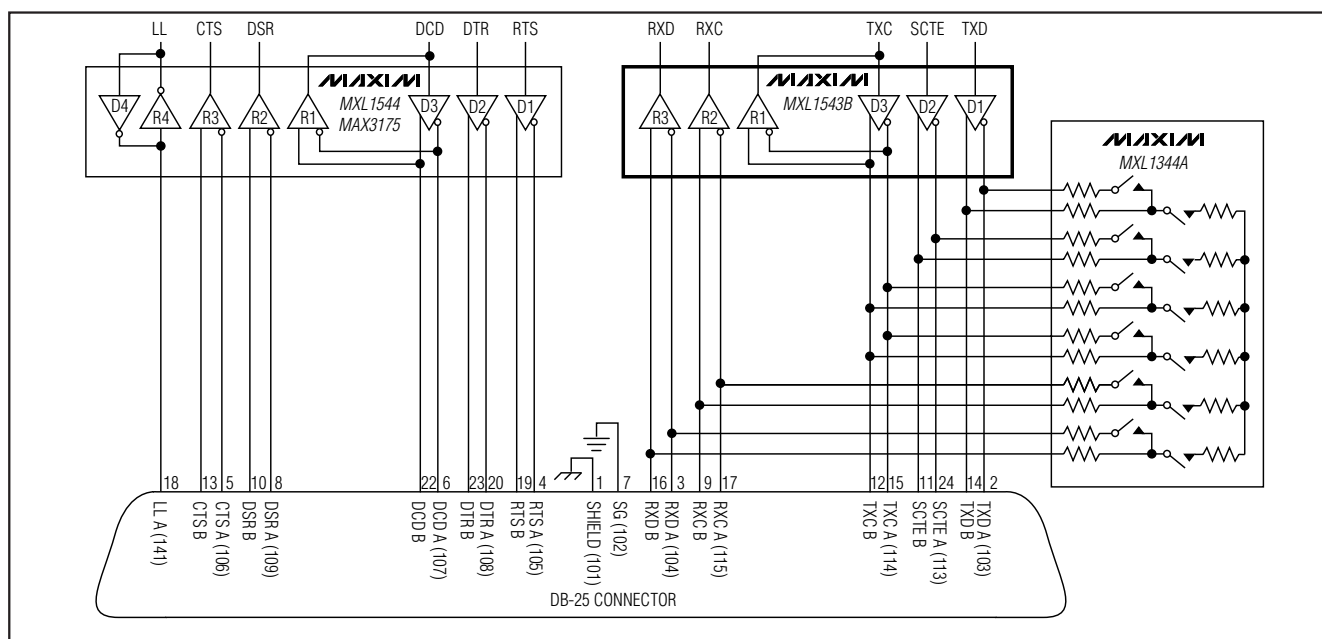 LL CTS DSR DCD DTR RTS RXD RXC TXC SCTE TXD
MAXIM
MXL1544
MAX3175
D4 R4 R3 R2 R1 D3 D2 D1
MAXIM
MXL1543B
R3 R2 R1 D3 D2 D1
MAXIM
MXL1344A
18 13 5 10 8 22 6 23 20 19 4 1 7 16 3 9 17 12 15 11 24 14 2
LL A (141)
CTS B
CTS A (106)
DSR B
DSR A (109)
DCD B
DCD A (107)
DTR B
DTR A (108)
RTS B
RTS A (105)
SHIELD (101)
SG (102)
RXD B
RXD A (104)
RXC B
RXC A (115)
TXC B
TXC A (114)
SCTE B
SCTE A (113)
TXD B
TXD A (103)
DB-25 CONNECTOR